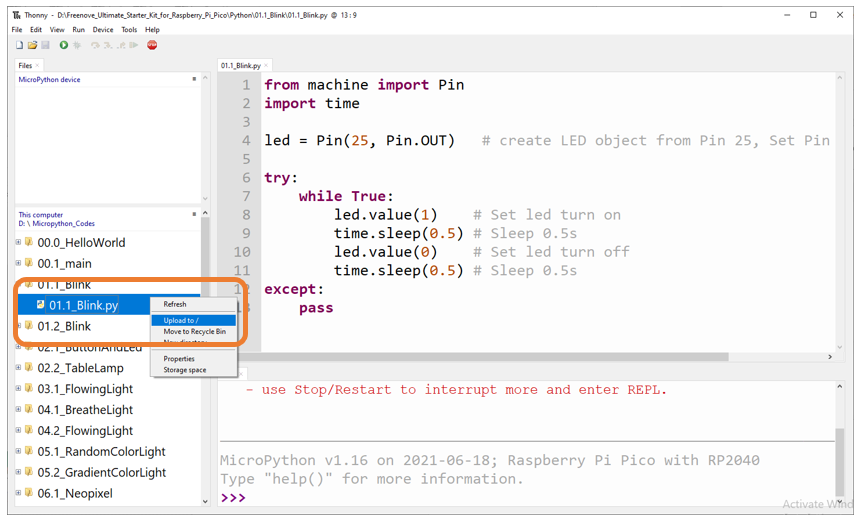 Thonny - D:\Freenove_Ultimate_Starter_Kit_for_Raspberry_Pi_Pico\Python\01.1_Blink\01.1_Blink.py @ 13 : 9
File Edit View Run Device Tools Help
Files
MicroPython device
This computer
D: \ Micropython_Codes
00.0_HelloWorld
00.1_main
01.1_Blink
01.1_Blink.py
01.2_Blink
02.1_ButtonAndLed
02.2_TableLamp
03.1_FlowingLight
04.1_BreatheLight
04.2_FlowingLight
05.1_RandomColorLight
05.2_GradientColorLight
06.1_Neopixel
Refresh
Upload to /
Move to Recycle Bin
New directory
Properties
Storage space
01.1_Blink.py
1 from machine import Pin
2 import time
3
4 led = Pin(25, Pin.OUT) # create LED object from Pin 25, Set Pin
5
6 try:
7 while True:
8 led.value(1) # Set led turn on
9 time.sleep(0.5) # Sleep 0.5s
10 led.value(0) # Set led turn off
11 time.sleep(0.5) # Sleep 0.5s
12 except:
13 pass
- use Stop/Restart to interrupt more and enter REPL.
MicroPython v1.16 on 2021-06-18; Raspberry Pi Pico with RP2040
Type "help()" for more information.
>>>
Activate Wind